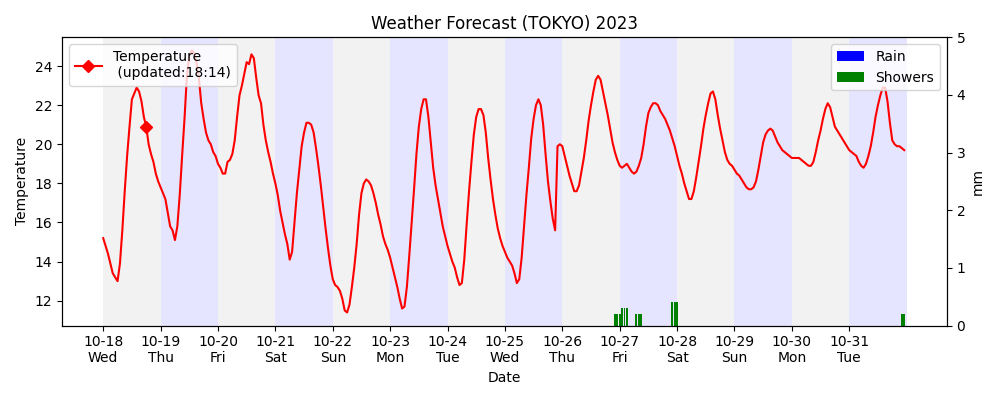 Weather Forecast (TOKYO) 2023
Temperature
(updated:18:14)
Rain
Showers
Temperature
24
22
20
18
16
14
12
5
4
3
2
1
0
mm
10-18 10-19 10-20 10-21 10-22 10-23 10-24 10-25 10-26 10-27 10-28 10-29 10-30 10-31
Wed Thu Fri Sat Sun Mon Tue Wed Thu Fri Sat Sun Mon Tue
Date